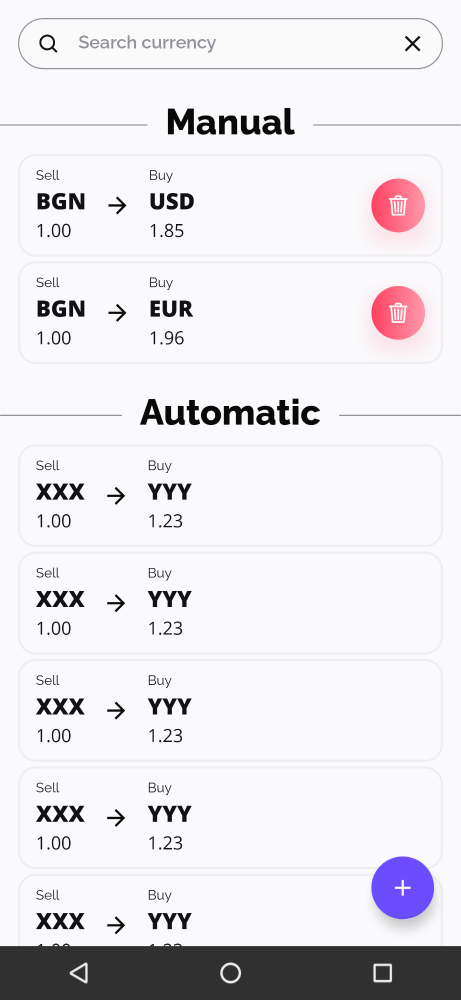 Search currency
Manual
Sell Buy
BGN → USD
1.00 1.85
Sell Buy
BGN → EUR
1.00 1.96
Automatic
Sell Buy
XXX → YYY
1.00 1.23
Sell Buy
XXX → YYY
1.00 1.23
Sell Buy
XXX → YYY
1.00 1.23
Sell Buy
XXX → YYY
1.00 1.23
Sell Buy
XXX → YYY